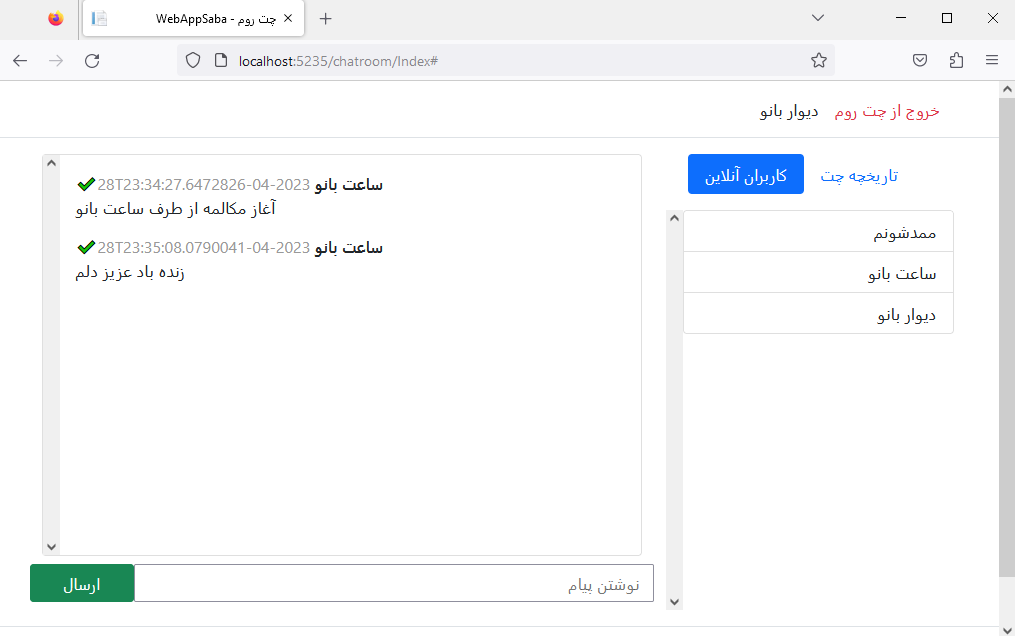 چت روم - WebAppSaba
localhost:5235/chatroom/Index#
خروج از چت روم
دیوار بانو
تاریخچه چت
کاربران آنلاین
ممدشونم
ساعت بانو
دیوار بانو
ساعت بانو 2023-04-28T23:34:27.6472826
آغاز مکالمه از طرف ساعت بانو
ساعت بانو 2023-04-28T23:35:08.0790041
زنده باد عزیز دلم
نوشتن پیام
ارسال